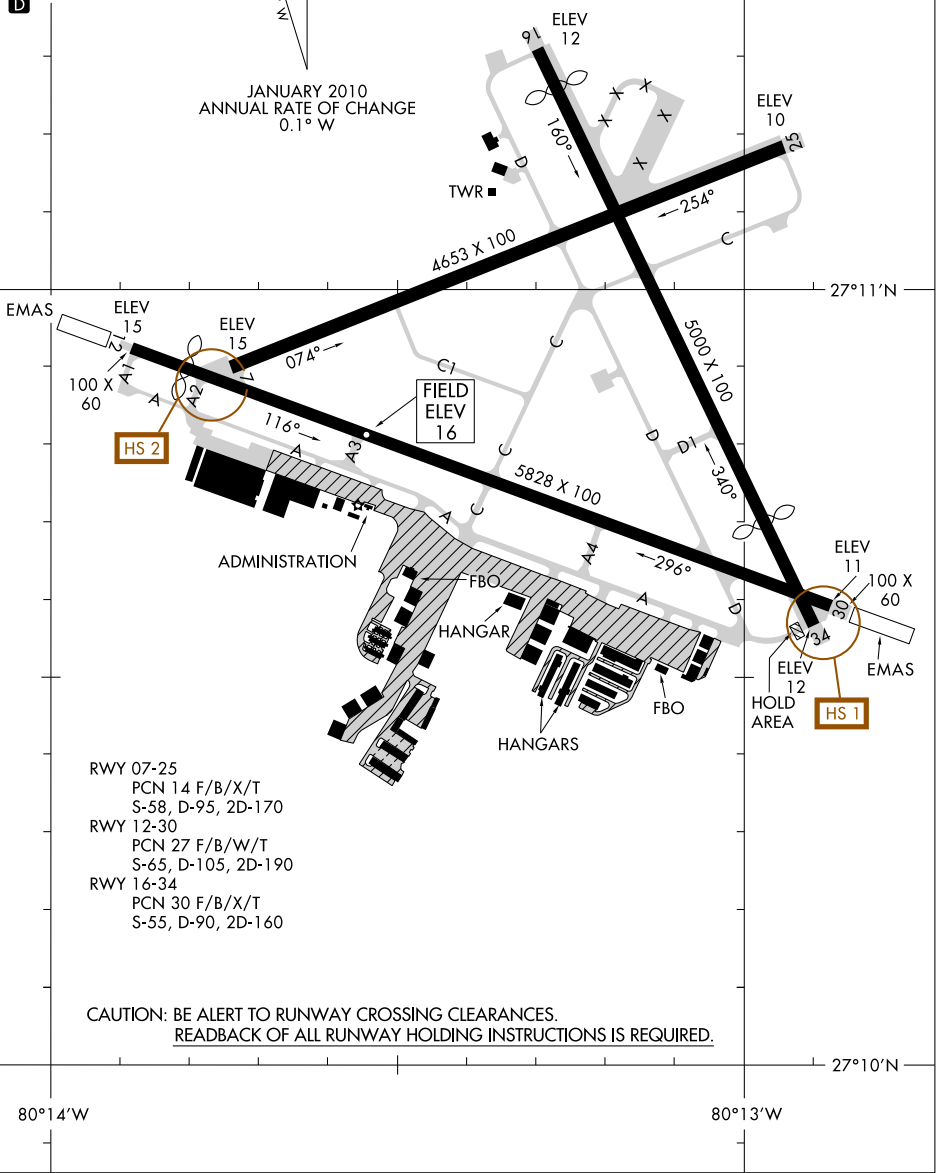 D
W
JANUARY 2010
ANNUAL RATE OF CHANGE
0.1° W
16
ELEV
12
ELEV
10
25
160°
D
X X X X X
TWR
254°
C
4653 X 100
27°11'N
EMAS
ELEV
15
12
ELEV
15
7
074°
5000 X 100
C
C1
100 X
60
A1
A
A2
FIELD
ELEV
16
HS 2
116°
A
A3
C
D
D1
340°
5828 X 100
A
C
ADMINISTRATION
A4
296°
ELEV
11
100 X
60
FBO
HANGAR
A
D
30
34
EMAS
ELEV
12
HOLD
AREA
HS 1
FBO
HANGARS
RWY 07-25
PCN 14 F/B/X/T
S-58, D-95, 2D-170
RWY 12-30
PCN 27 F/B/W/T
S-65, D-105, 2D-190
RWY 16-34
PCN 30 F/B/X/T
S-55, D-90, 2D-160
CAUTION: BE ALERT TO RUNWAY CROSSING CLEARANCES.
READBACK OF ALL RUNWAY HOLDING INSTRUCTIONS IS REQUIRED.
27°10'N
80°14'W
80°13'W